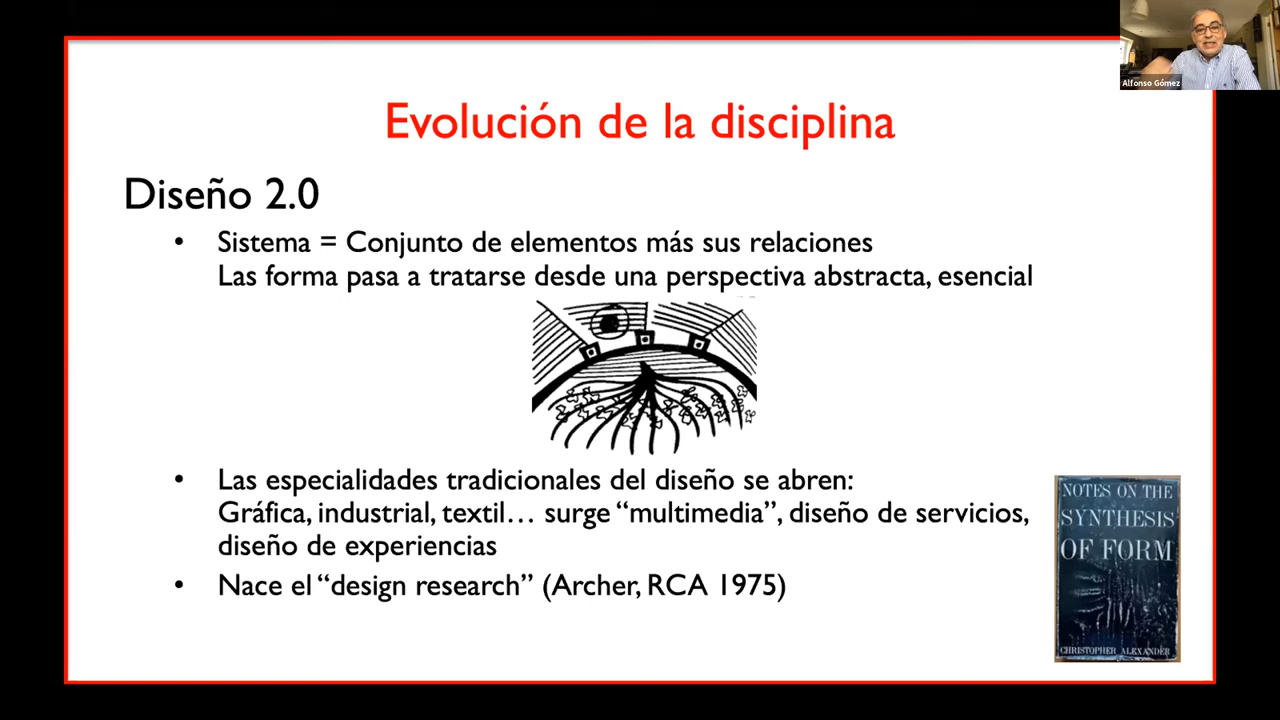 Alfonso Gómez
Evolución de la disciplina
Diseño 2.0
• Sistema = Conjunto de elementos más sus relaciones
Las forma pasa a tratarse desde una perspectiva abstracta, esencial
• Las especialidades tradicionales del diseño se abren:
Gráfica, industrial, textil… surge “multimedia”, diseño de servicios,
diseño de experiencias
• Nace el “design research” (Archer, RCA 1975)
NOTES ON THE
SYNTHESIS
OF FORM
CHRISTOPHER ALEXANDER